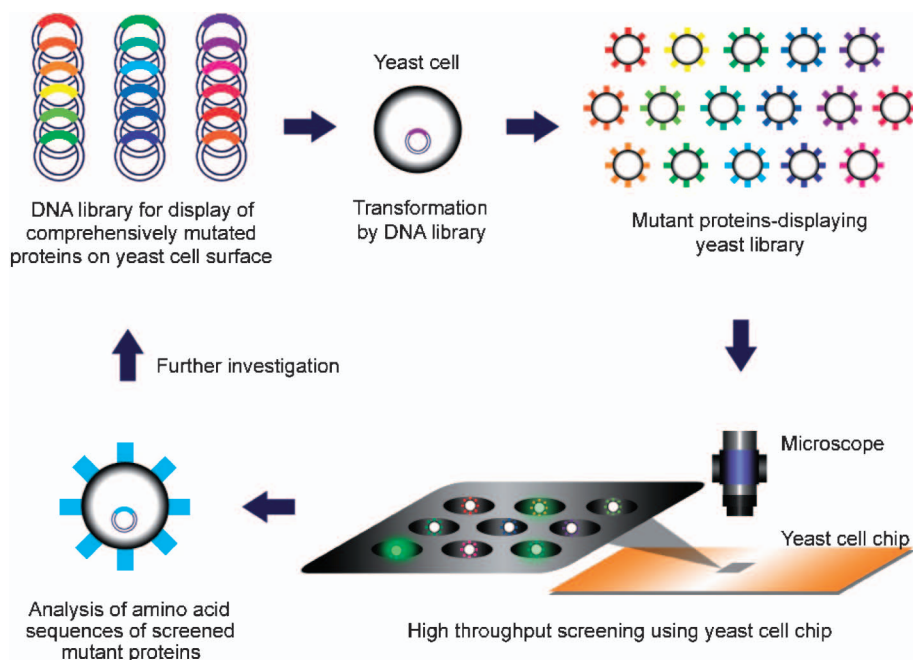 Yeast cell
DNA library for display of
comprehensively mutated
proteins on yeast cell surface
Transformation
by DNA library
Mutant proteins-displaying
yeast library
Further investigation
Microscope
Yeast cell chip
Analysis of amino acid
sequences of screened
mutant proteins
High throughput screening using yeast cell chip